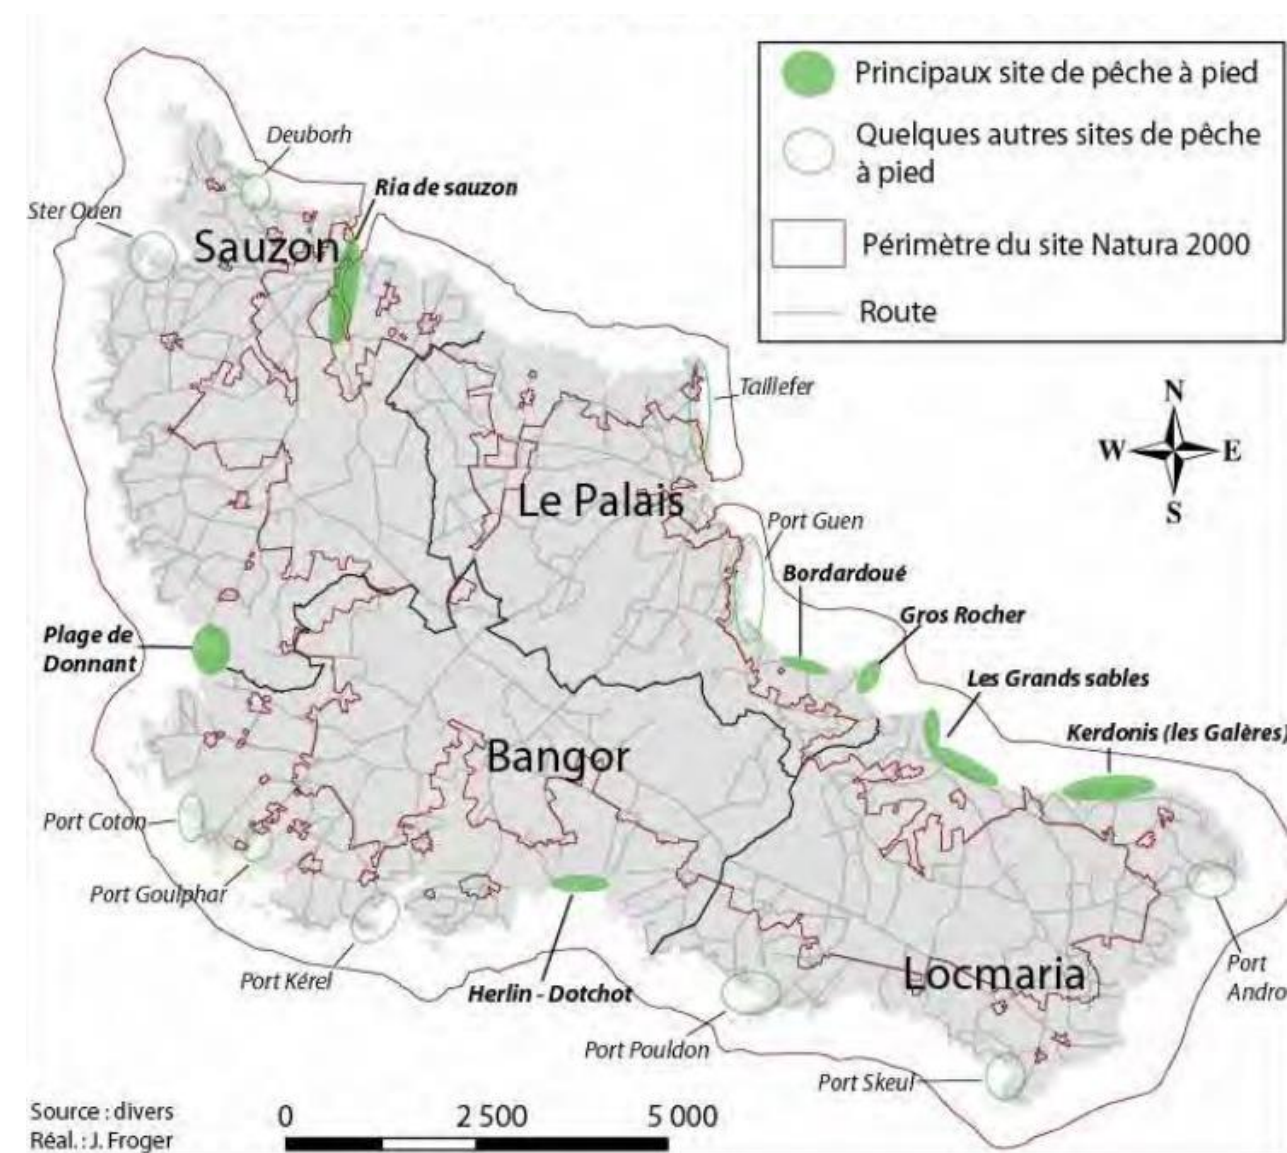 Principaux site de pêche à pied
Quelques autres sites de pêche
à pied
Périmètre du site Natura 2000
Route
Deuborh
Ria de sauzon
Ster Ouen
Sauzon
Taillefer
N
W
E
S
Le Palais
Port Guen
Bordardoué
Gros Rocher
Plage de
Donnant
Les Grands sables
Kerdonis (les Galères)
Bangor
Port Coton
Port Goulphar
Port Kérel
Herlin - Dotchot
Locmaria
Port
Andro
Port Pouldon
Port Skeul
Source : divers
Réal. : J. Froger
0
2 500
5 000